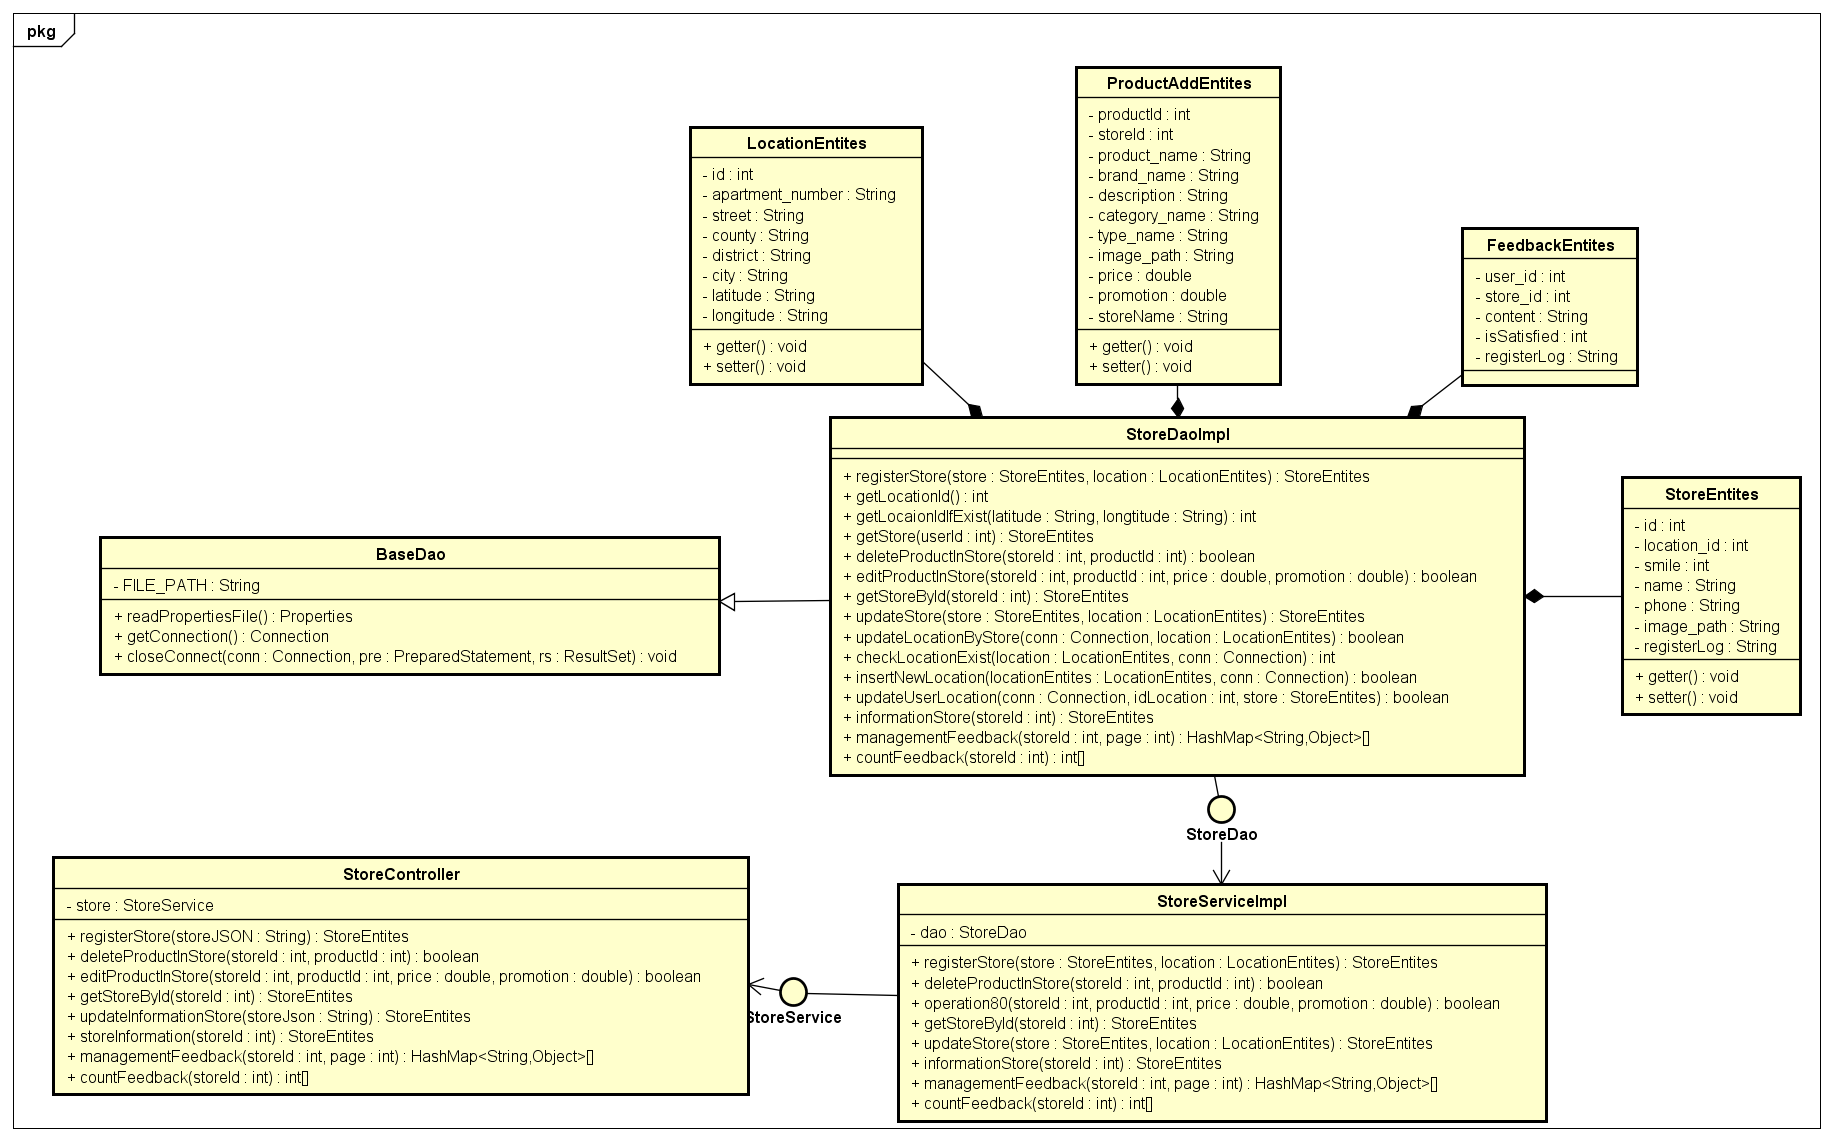 pkg
ProductAddEntites
- productId : int
- storeId : int
- product_name : String
- brand_name : String
- description : String
- category_name : String
- type_name : String
- image_path : String
- price : double
- promotion : double
- storeName : String
+ getter() : void
+ setter() : void
LocationEntites
- id : int
- apartment_number : String
- street : String
- county : String
- district : String
- city : String
- latitude : String
- longitude : String
+ getter() : void
+ setter() : void
FeedbackEntites
- user_id : int
- store_id : int
- content : String
- isSatisfied : int
- registerLog : String
StoreDaoImpl
+ registerStore(store : StoreEntites, location : LocationEntites) : StoreEntites
+ getLocationId() : int
+ getLocaionIdIfExist(latitude : String, longtitude : String) : int
+ getStore(userId : int) : StoreEntites
+ deleteProductInStore(storeId : int, productId : int) : boolean
+ editProductInStore(storeId : int, productId : int, price : double, promotion : double) : boolean
+ getStoreById(storeId : int) : StoreEntites
+ updateStore(store : StoreEntites, location : LocationEntites) : StoreEntites
+ updateLocationByStore(conn : Connection, location : LocationEntites) : boolean
+ checkLocationExist(location : LocationEntites, conn : Connection) : int
+ insertNewLocation(locationEntites : LocationEntites, conn : Connection) : boolean
+ updateUserLocation(conn : Connection, idLocation : int, store : StoreEntites) : boolean
+ informationStore(storeId : int) : StoreEntites
+ managementFeedback(storeId : int, page : int) : HashMap<String,Object>[]
+ countFeedback(storeId : int) : int[]
StoreEntites
- id : int
- location_id : int
- smile : int
- name : String
- phone : String
- image_path : String
- registerLog : String
+ getter() : void
+ setter() : void
BaseDao
- FILE_PATH : String
+ readPropertiesFile() : Properties
+ getConnection() : Connection
+ closeConnect(conn : Connection, pre : PreparedStatement, rs : ResultSet) : void
StoreDao
StoreController
- store : StoreService
+ registerStore(storeJSON : String) : StoreEntites
+ deleteProductInStore(storeId : int, productId : int) : boolean
+ editProductInStore(storeId : int, productId : int, price : double, promotion : double) : boolean
+ getStoreById(storeId : int) : StoreEntites
+ updateInformationStore(storeJson : String) : StoreEntites
+ storeInformation(storeId : int) : StoreEntites
+ managementFeedback(storeId : int, page : int) : HashMap<String,Object>[]
+ countFeedback(storeId : int) : int[]
StoreService
StoreServiceImpl
- dao : StoreDao
+ registerStore(store : StoreEntites, location : LocationEntites) : StoreEntites
+ deleteProductInStore(storeId : int, productId : int) : boolean
+ operation80(storeId : int, productId : int, price : double, promotion : double) : boolean
+ getStoreById(storeId : int) : StoreEntites
+ updateStore(store : StoreEntites, location : LocationEntites) : StoreEntites
+ informationStore(storeId : int) : StoreEntites
+ managementFeedback(storeId : int, page : int) : HashMap<String,Object>[]
+ countFeedback(storeId : int) : int[]